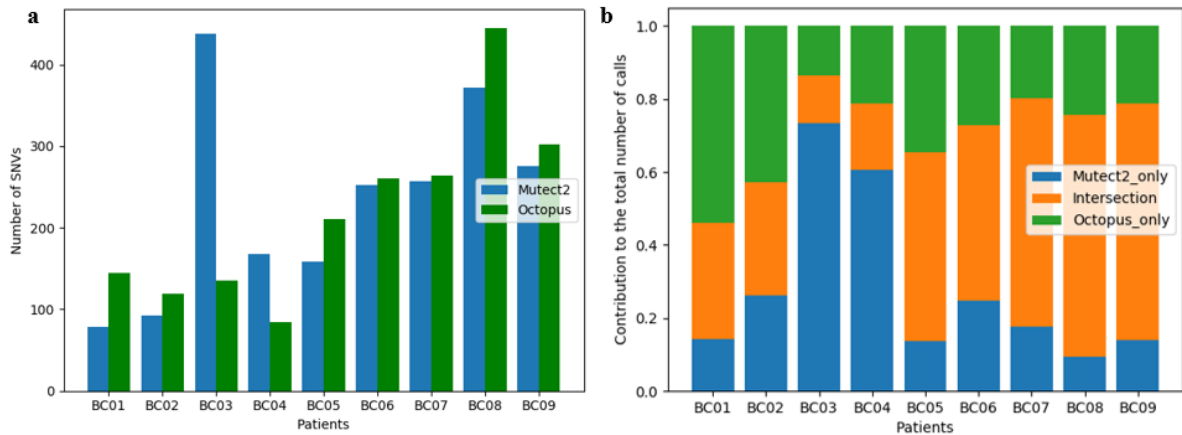 a
Number of SNVs
400
300
200
100
0
Mutect2
Octopus
BC01 BC02 BC03 BC04 BC05 BC06 BC07 BC08 BC09
Patients
b
Contribution to the total number of calls
1.0
0.8
0.6
0.4
0.2
0.0
Mutect2_only
Intersection
Octopus_only
BC01 BC02 BC03 BC04 BC05 BC06 BC07 BC08 BC09
Patients